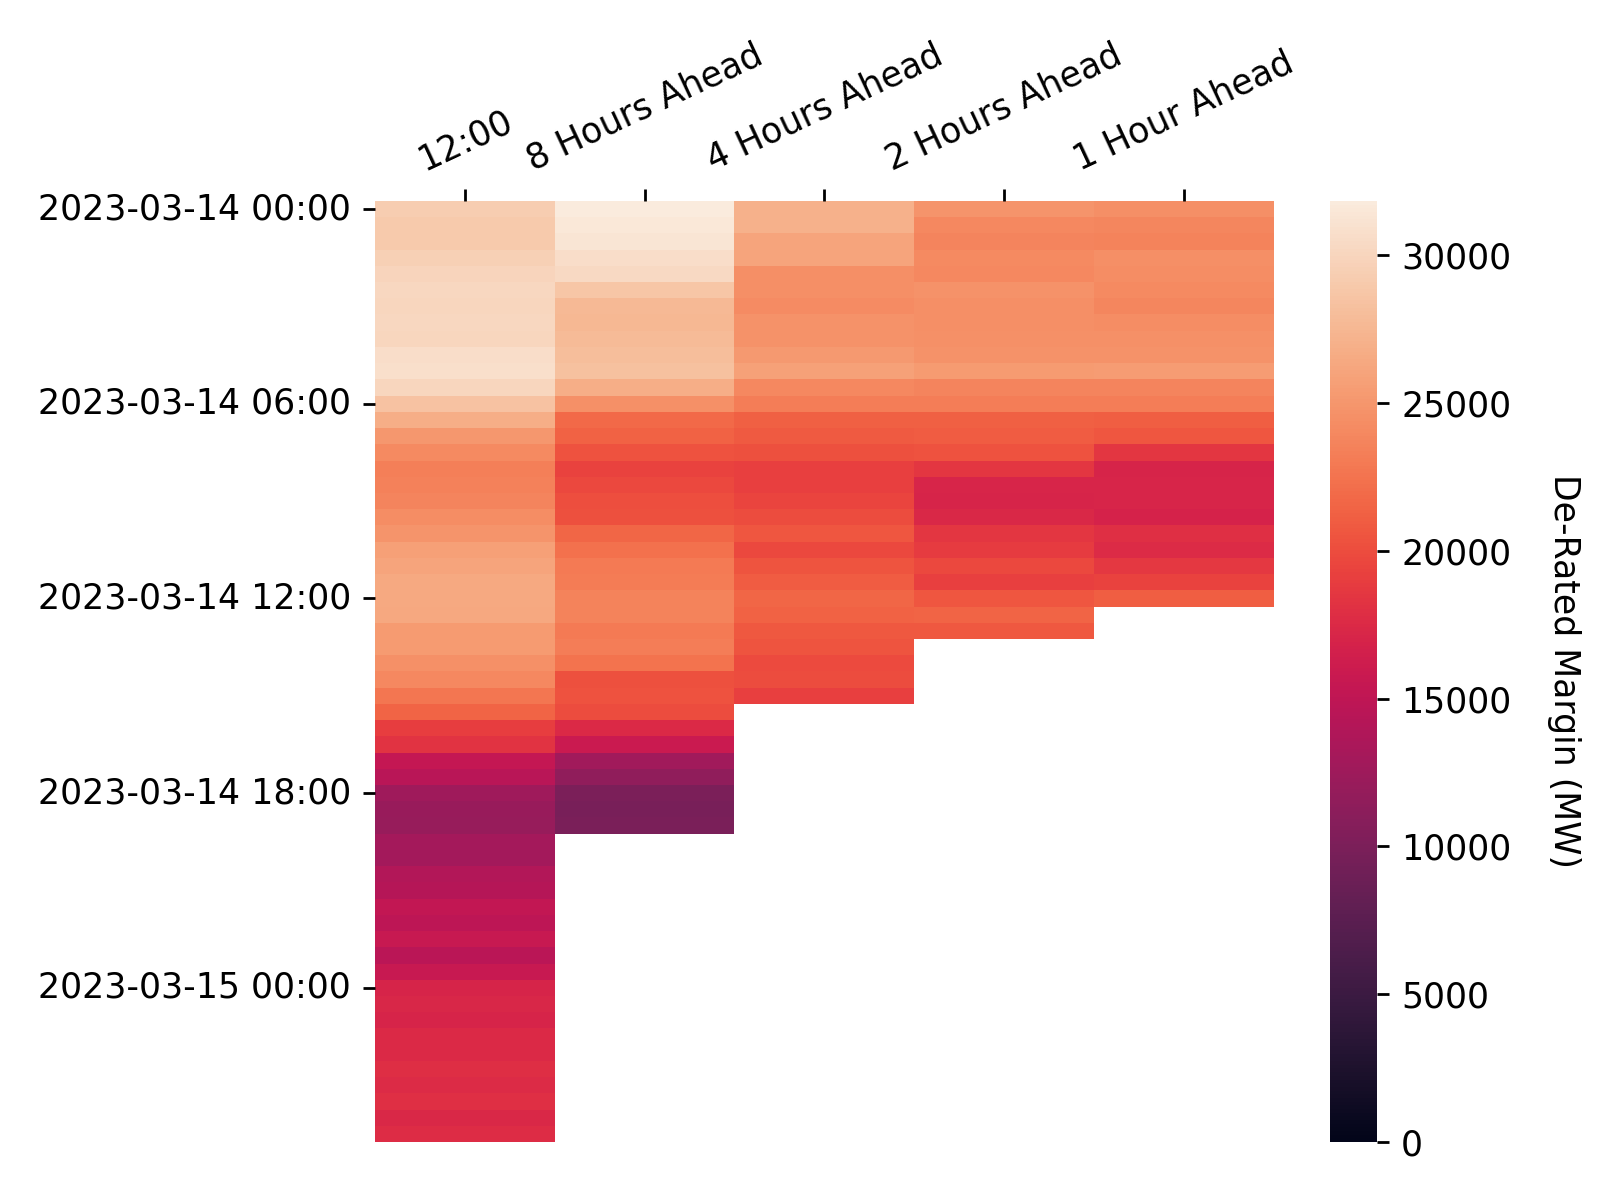 12:00
8 Hours Ahead
4 Hours Ahead
2 Hours Ahead
1 Hour Ahead
2023-03-14 00:00
2023-03-14 06:00
2023-03-14 12:00
2023-03-14 18:00
2023-03-15 00:00
30000
25000
20000
15000
10000
5000
0
De-Rated Margin (MW)